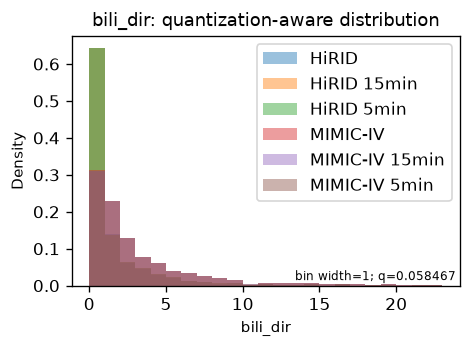 bili_dir: quantization-aware distribution
HiRID
HiRID 15min
HiRID 5min
MIMIC-IV
MIMIC-IV 15min
MIMIC-IV 5min
Density
0.6
0.5
0.4
0.3
0.2
0.1
0.0
bin width=1; q=0.058467
0 5 10 15 20
bili_dir